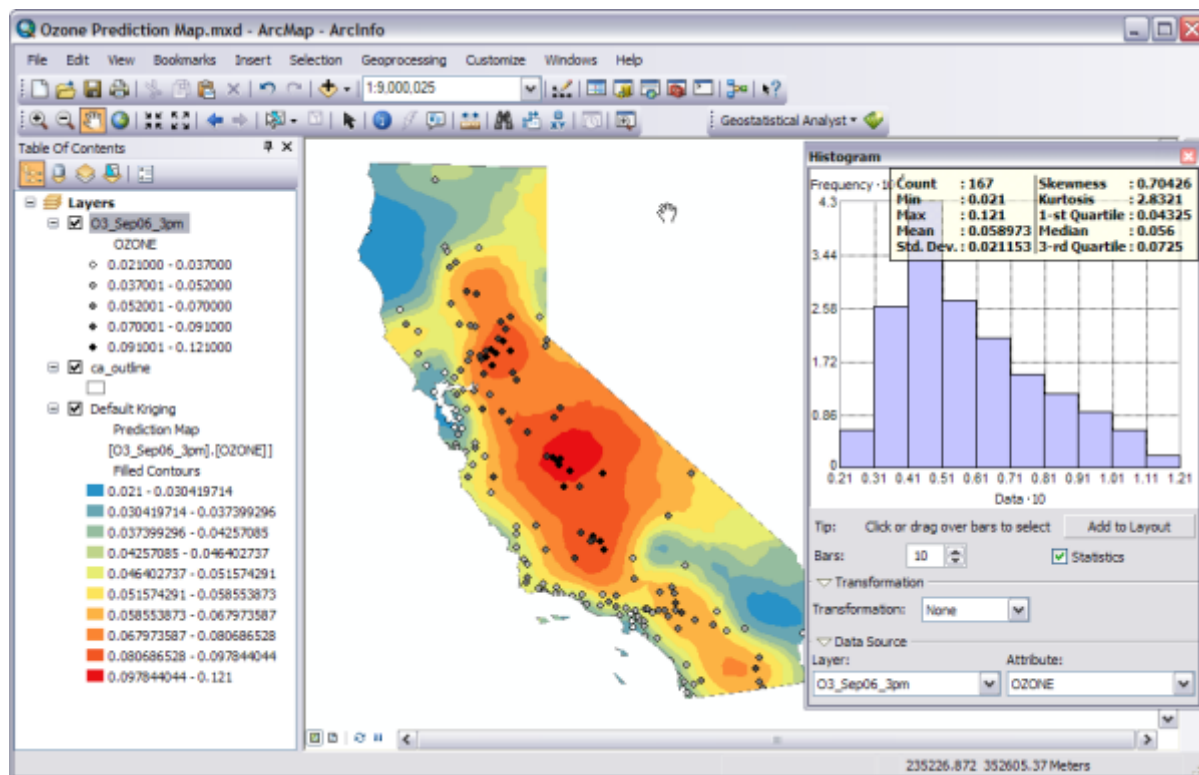 Ozone Prediction Map.mxd - ArcMap - ArcInfo
File Edit View Bookmarks Insert Selection Geoprocessing Customize Windows Help
1:9,000,025
Geostatistical Analyst
Table Of Contents
Layers
O3_Sep06_3pm
OZONE
0.021000 - 0.037000
0.037001 - 0.052000
0.052001 - 0.070000
0.070001 - 0.091000
0.091001 - 0.121000
ca_outline
Default Kriging
Prediction Map
[O3_Sep06_3pm].[OZONE]]
Filled Contours
0.021 - 0.030419714
0.030419714 - 0.037399296
0.037399296 - 0.04257085
0.04257085 - 0.046402737
0.046402737 - 0.051574291
0.051574291 - 0.058553873
0.058553873 - 0.067973587
0.067973587 - 0.080686528
0.080686528 - 0.097844044
0.097844044 - 0.121
Histogram
Frequency · 10
Count : 167 Skewness : 0.70426
Min : 0.021 Kurtosis : 2.8321
Max : 0.121 1-st Quartile : 0.04325
Mean : 0.058973 Median : 0.056
Std. Dev. : 0.021153 3-rd Quartile : 0.0725
4.3
3.44
2.58
1.72
0.86
0
0.21 0.31 0.41 0.51 0.61 0.71 0.81 0.91 1.01 1.11 1.21
Data · 10
Tip: Click or drag over bars to select Add to Layout
Bars: 10 Statistics
Transformation
Transformation: None
Data Source
Layer: Attribute:
O3_Sep06_3pm OZONE
235226.872 352605.37 Meters